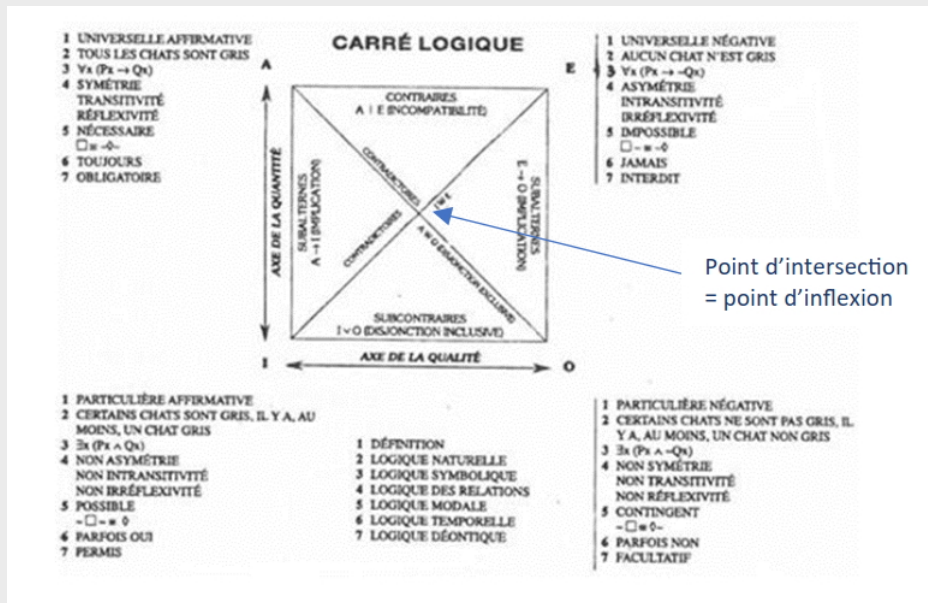 CARRÉ LOGIQUE
1 UNIVERSELLE AFFIRMATIVE
2 TOUS LES CHATS SONT GRIS
3 ∀x (Px → Qx)
4 SYMÉTRIE
TRANSITIVITÉ
RÉFLEXIVITÉ
5 NÉCESSAIRE
□≡-◊-
6 TOUJOURS
7 OBLIGATOIRE
A
E
1 UNIVERSELLE NÉGATIVE
2 AUCUN CHAT N'EST GRIS
3 ∀x (Px → -Qx)
4 ASYMÉTRIE
INTRANSITIVITÉ
IRRÉFLEXIVITÉ
5 IMPOSSIBLE
□-≡-◊
6 JAMAIS
7 INTERDIT
CONTRAIRES
A | E (INCOMPATIBILITÉ)
AXE DE LA QUANTITÉ
SUBALTERNES
A → I (IMPLICATION)
CONTRADICTOIRES
I W E
CONTRADICTOIRES
A W O (DISJONCTION EXCLUSIVE)
SUBALTERNES
E → O (IMPLICATION)
Point d'intersection
= point d'inflexion
SUBCONTRAIRES
I v O (DISJONCTION INCLUSIVE)
I
AXE DE LA QUALITÉ
O
1 PARTICULIÈRE AFFIRMATIVE
2 CERTAINS CHATS SONT GRIS, IL Y A, AU
MOINS, UN CHAT GRIS
3 ∃x (Px ∧ Qx)
4 NON ASYMÉTRIE
NON INTRANSITIVITÉ
NON IRRÉFLEXIVITÉ
5 POSSIBLE
-□-≡ ◊
6 PARFOIS OUI
7 PERMIS
1 DÉFINITION
2 LOGIQUE NATURELLE
3 LOGIQUE SYMBOLIQUE
4 LOGIQUE DES RELATIONS
5 LOGIQUE MODALE
6 LOGIQUE TEMPORELLE
7 LOGIQUE DÉONTIQUE
1 PARTICULIÈRE NÉGATIVE
2 CERTAINS CHATS NE SONT PAS GRIS, IL
Y A, AU MOINS, UN CHAT NON GRIS
3 ∃x (Px ∧ -Qx)
4 NON SYMÉTRIE
NON TRANSITIVITÉ
NON RÉFLEXIVITÉ
5 CONTINGENT
-□≡◊-
6 PARFOIS NON
7 FACULTATIF